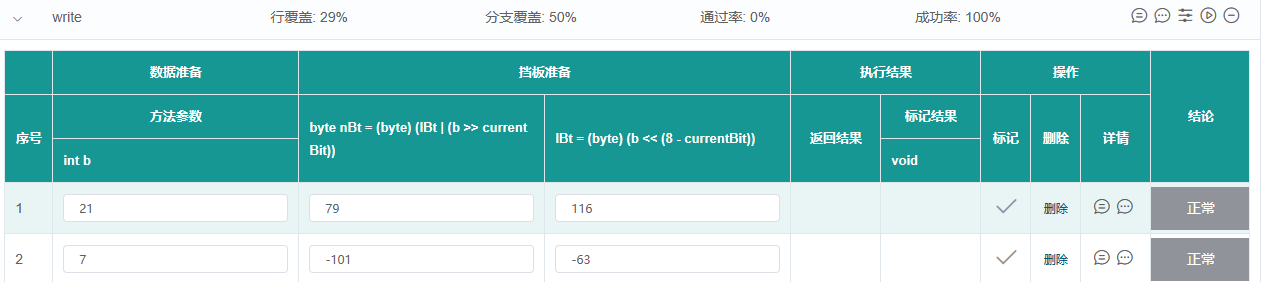 write 行覆盖: 29% 分支覆盖: 50% 通过率: 0% 成功率: 100%
数据准备 挡板准备 执行结果 操作
序号 方法参数 byte nBt = (byte) (lBt | (b >> current 标记结果 标记 删除 详情 结论
Bit)) lBt = (byte) (b << (8 - currentBit)) 返回结果
int b void
1 21 79 116 删除 正常
2 7 -101 -63 删除 正常